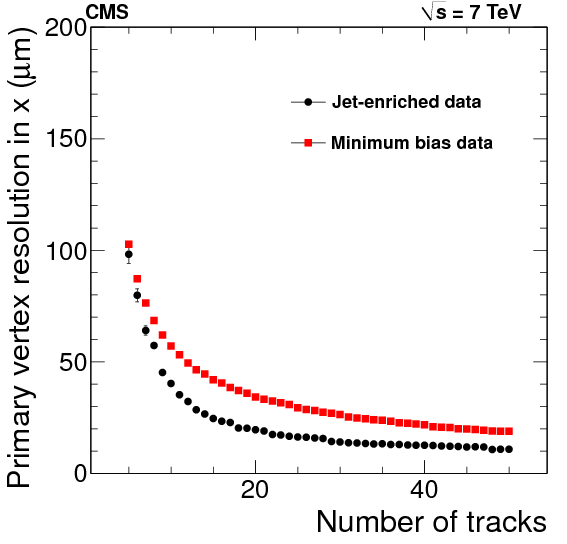 CMS
√s = 7 TeV
Primary vertex resolution in x (μm)
200
150
100
50
0
Jet-enriched data
Minimum bias data
20
40
Number of tracks